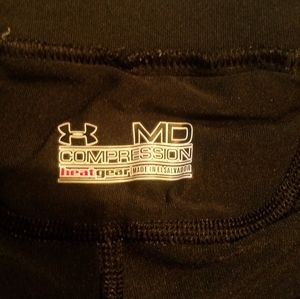 MD
COMPRESSION
heatgear MADE IN EL SALVADOR